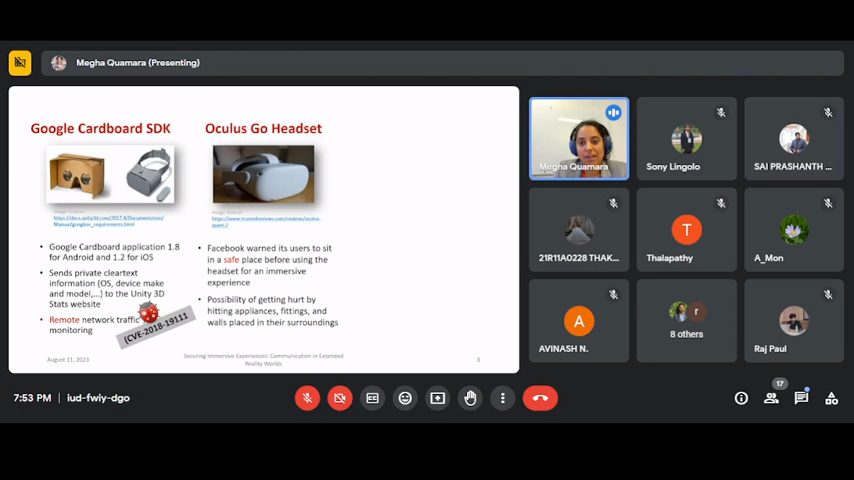 Megha Quamara (Presenting)
Google Cardboard SDK
Oculus Go Headset
Image Source:
https://docs.unity3d.com/2017.4/Documentation/
Manual/googlevr_requirements.html
Image Source:
https://www.trustedreviews.com/reviews/oculus-
quest-2
• Google Cardboard application 1.8
for Android and 1.2 for iOS
• Sends private cleartext
information (OS, device make
and model,...) to the Unity 3D
Stats website
• Remote network traffic
monitoring
(CVE-2018-19111)
• Facebook warned its users to sit
in a safe place before using the
headset for an immersive
experience
• Possibility of getting hurt by
hitting appliances, fittings, and
walls placed in their surroundings
August 11, 2023
Securing Immersive Experiences: Communication in Extended
Reality Worlds
3
Megha Quamara
Sony Lingolo
SAI PRASHANTH ...
21R11A0228 THAK...
T
Thalapathy
A_Mon
A
AVINASH N.
r
8 others
Raj Paul
7:53 PM | iud-fwiy-dgo
CC
17